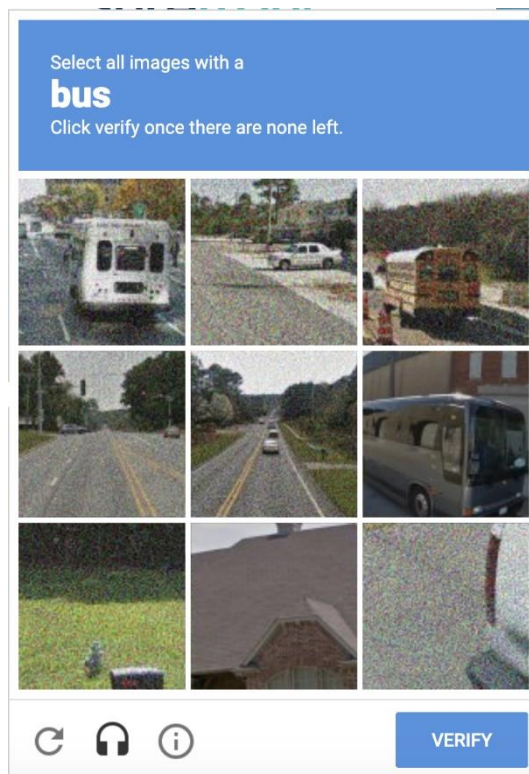 Select all images with a
bus
Click verify once there are none left.
VERIFY